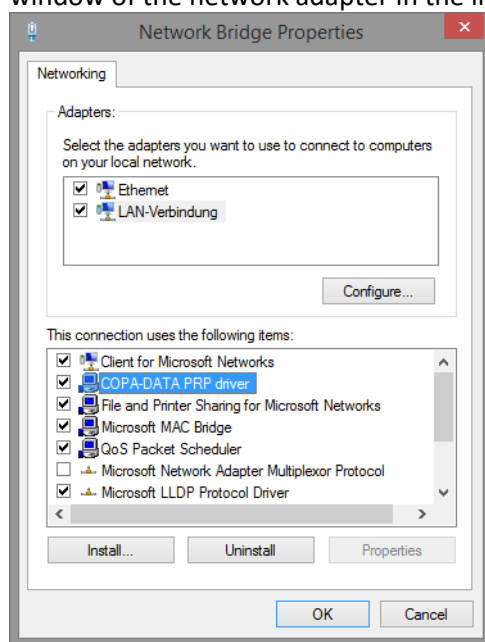 window of the network adapter in the
Network Bridge Properties
Networking
Adapters:
Select the adapters you want to use to connect to computers
on your local network.
Ethernet
LAN-Verbindung
Configure...
This connection uses the following items:
Client for Microsoft Networks
COPA-DATA PRP driver
File and Printer Sharing for Microsoft Networks
Microsoft MAC Bridge
QoS Packet Scheduler
Microsoft Network Adapter Multiplexor Protocol
Microsoft LLDP Protocol Driver
Install...
Uninstall
Properties
OK
Cancel